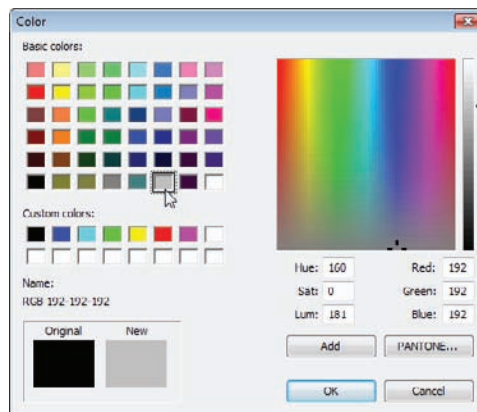 Color
Basic colors:
Custom colors:
Name:
RGB 192-192-192
Original New
Hue: 160 Red: 192
Sat: 0 Green: 192
Lum: 181 Blue: 192
Add PANTONE...
OK Cancel